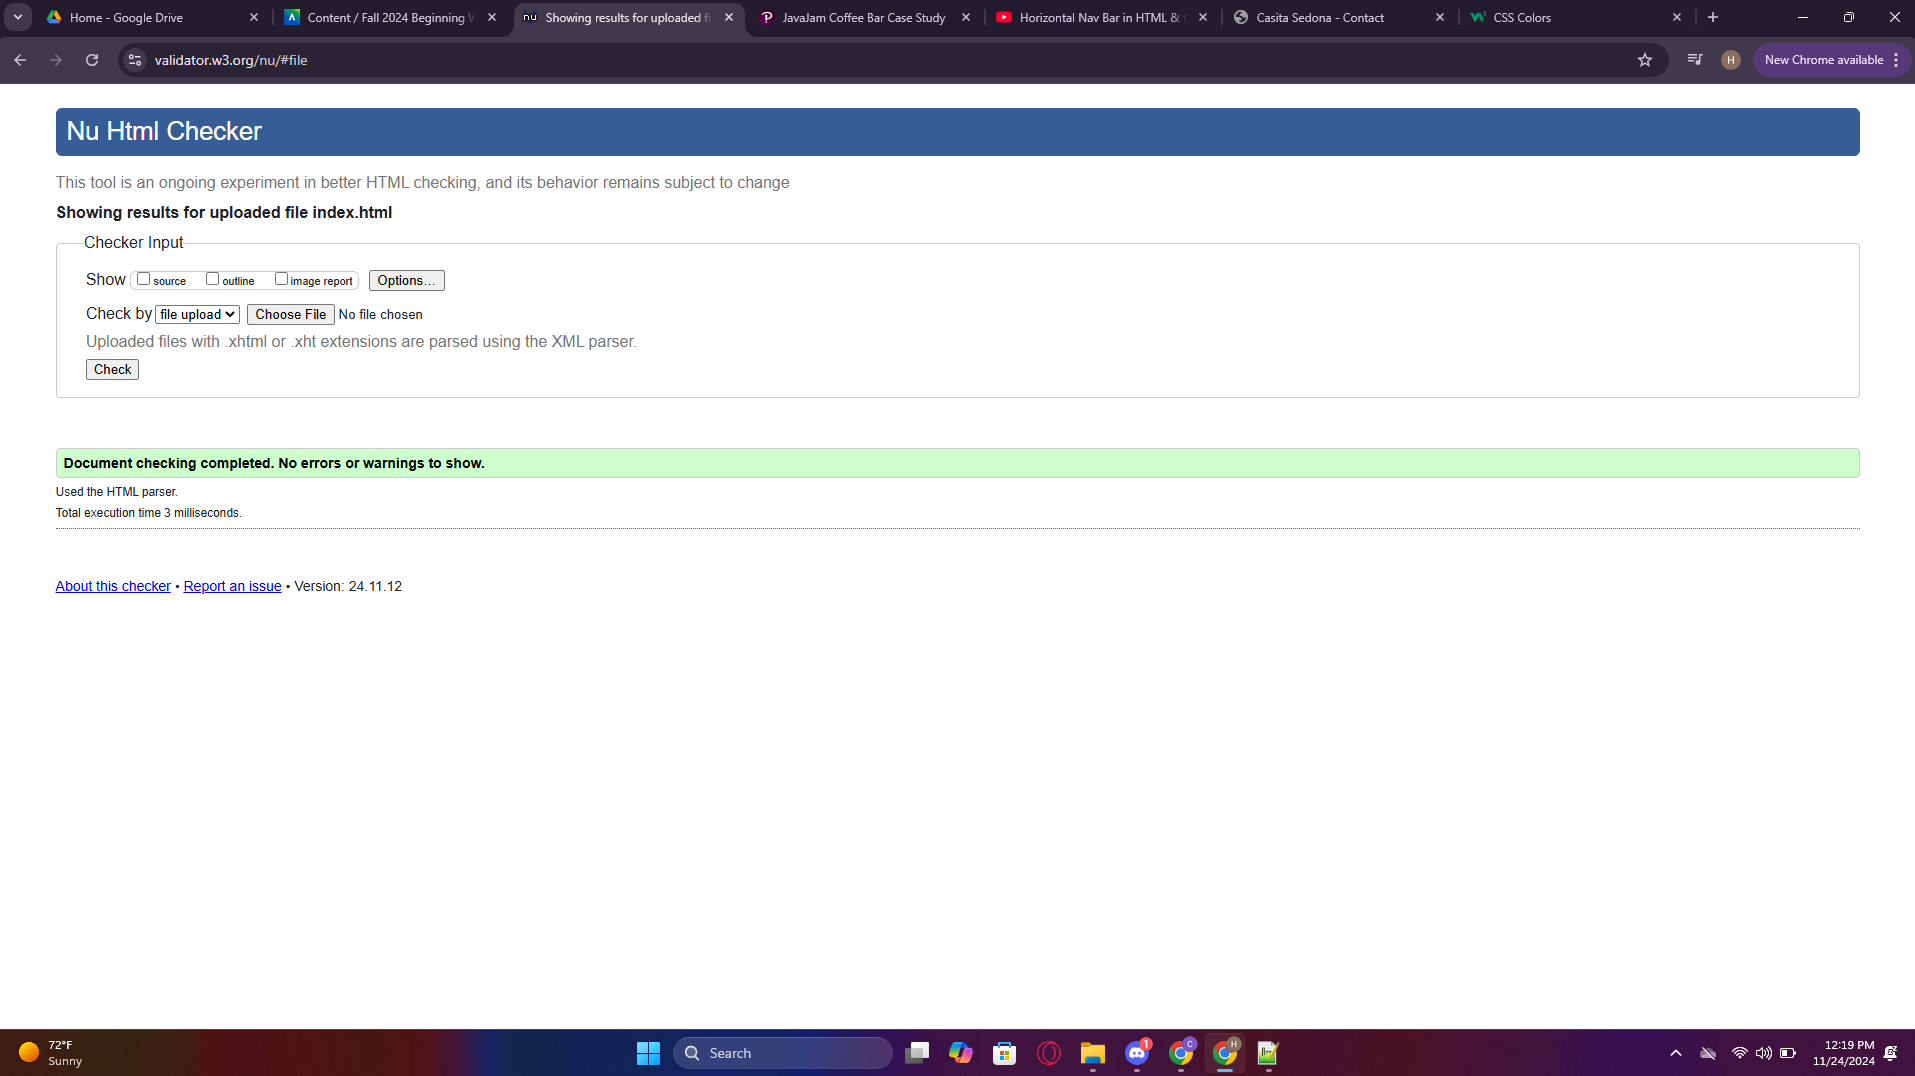 Home - Google Drive
Content / Fall 2024 Beginning
nu
Showing results for uploaded fi
JavaJam Coffee Bar Case Study
Horizontal Nav Bar in HTML &
Casita Sedona - Contact
CSS Colors
validator.w3.org/nu/#file
H
New Chrome available
Nu Html Checker
This tool is an ongoing experiment in better HTML checking, and its behavior remains subject to change
Showing results for uploaded file index.html
Checker Input
Show source outline image report Options...
Check by file upload Choose File No file chosen
Uploaded files with .xhtml or .xht extensions are parsed using the XML parser.
Check
Document checking completed. No errors or warnings to show.
Used the HTML parser.
Total execution time 3 milliseconds.
About this checker • Report an issue • Version: 24.11.12
72°F
Sunny
Search
1
C
H
12:19 PM
11/24/2024